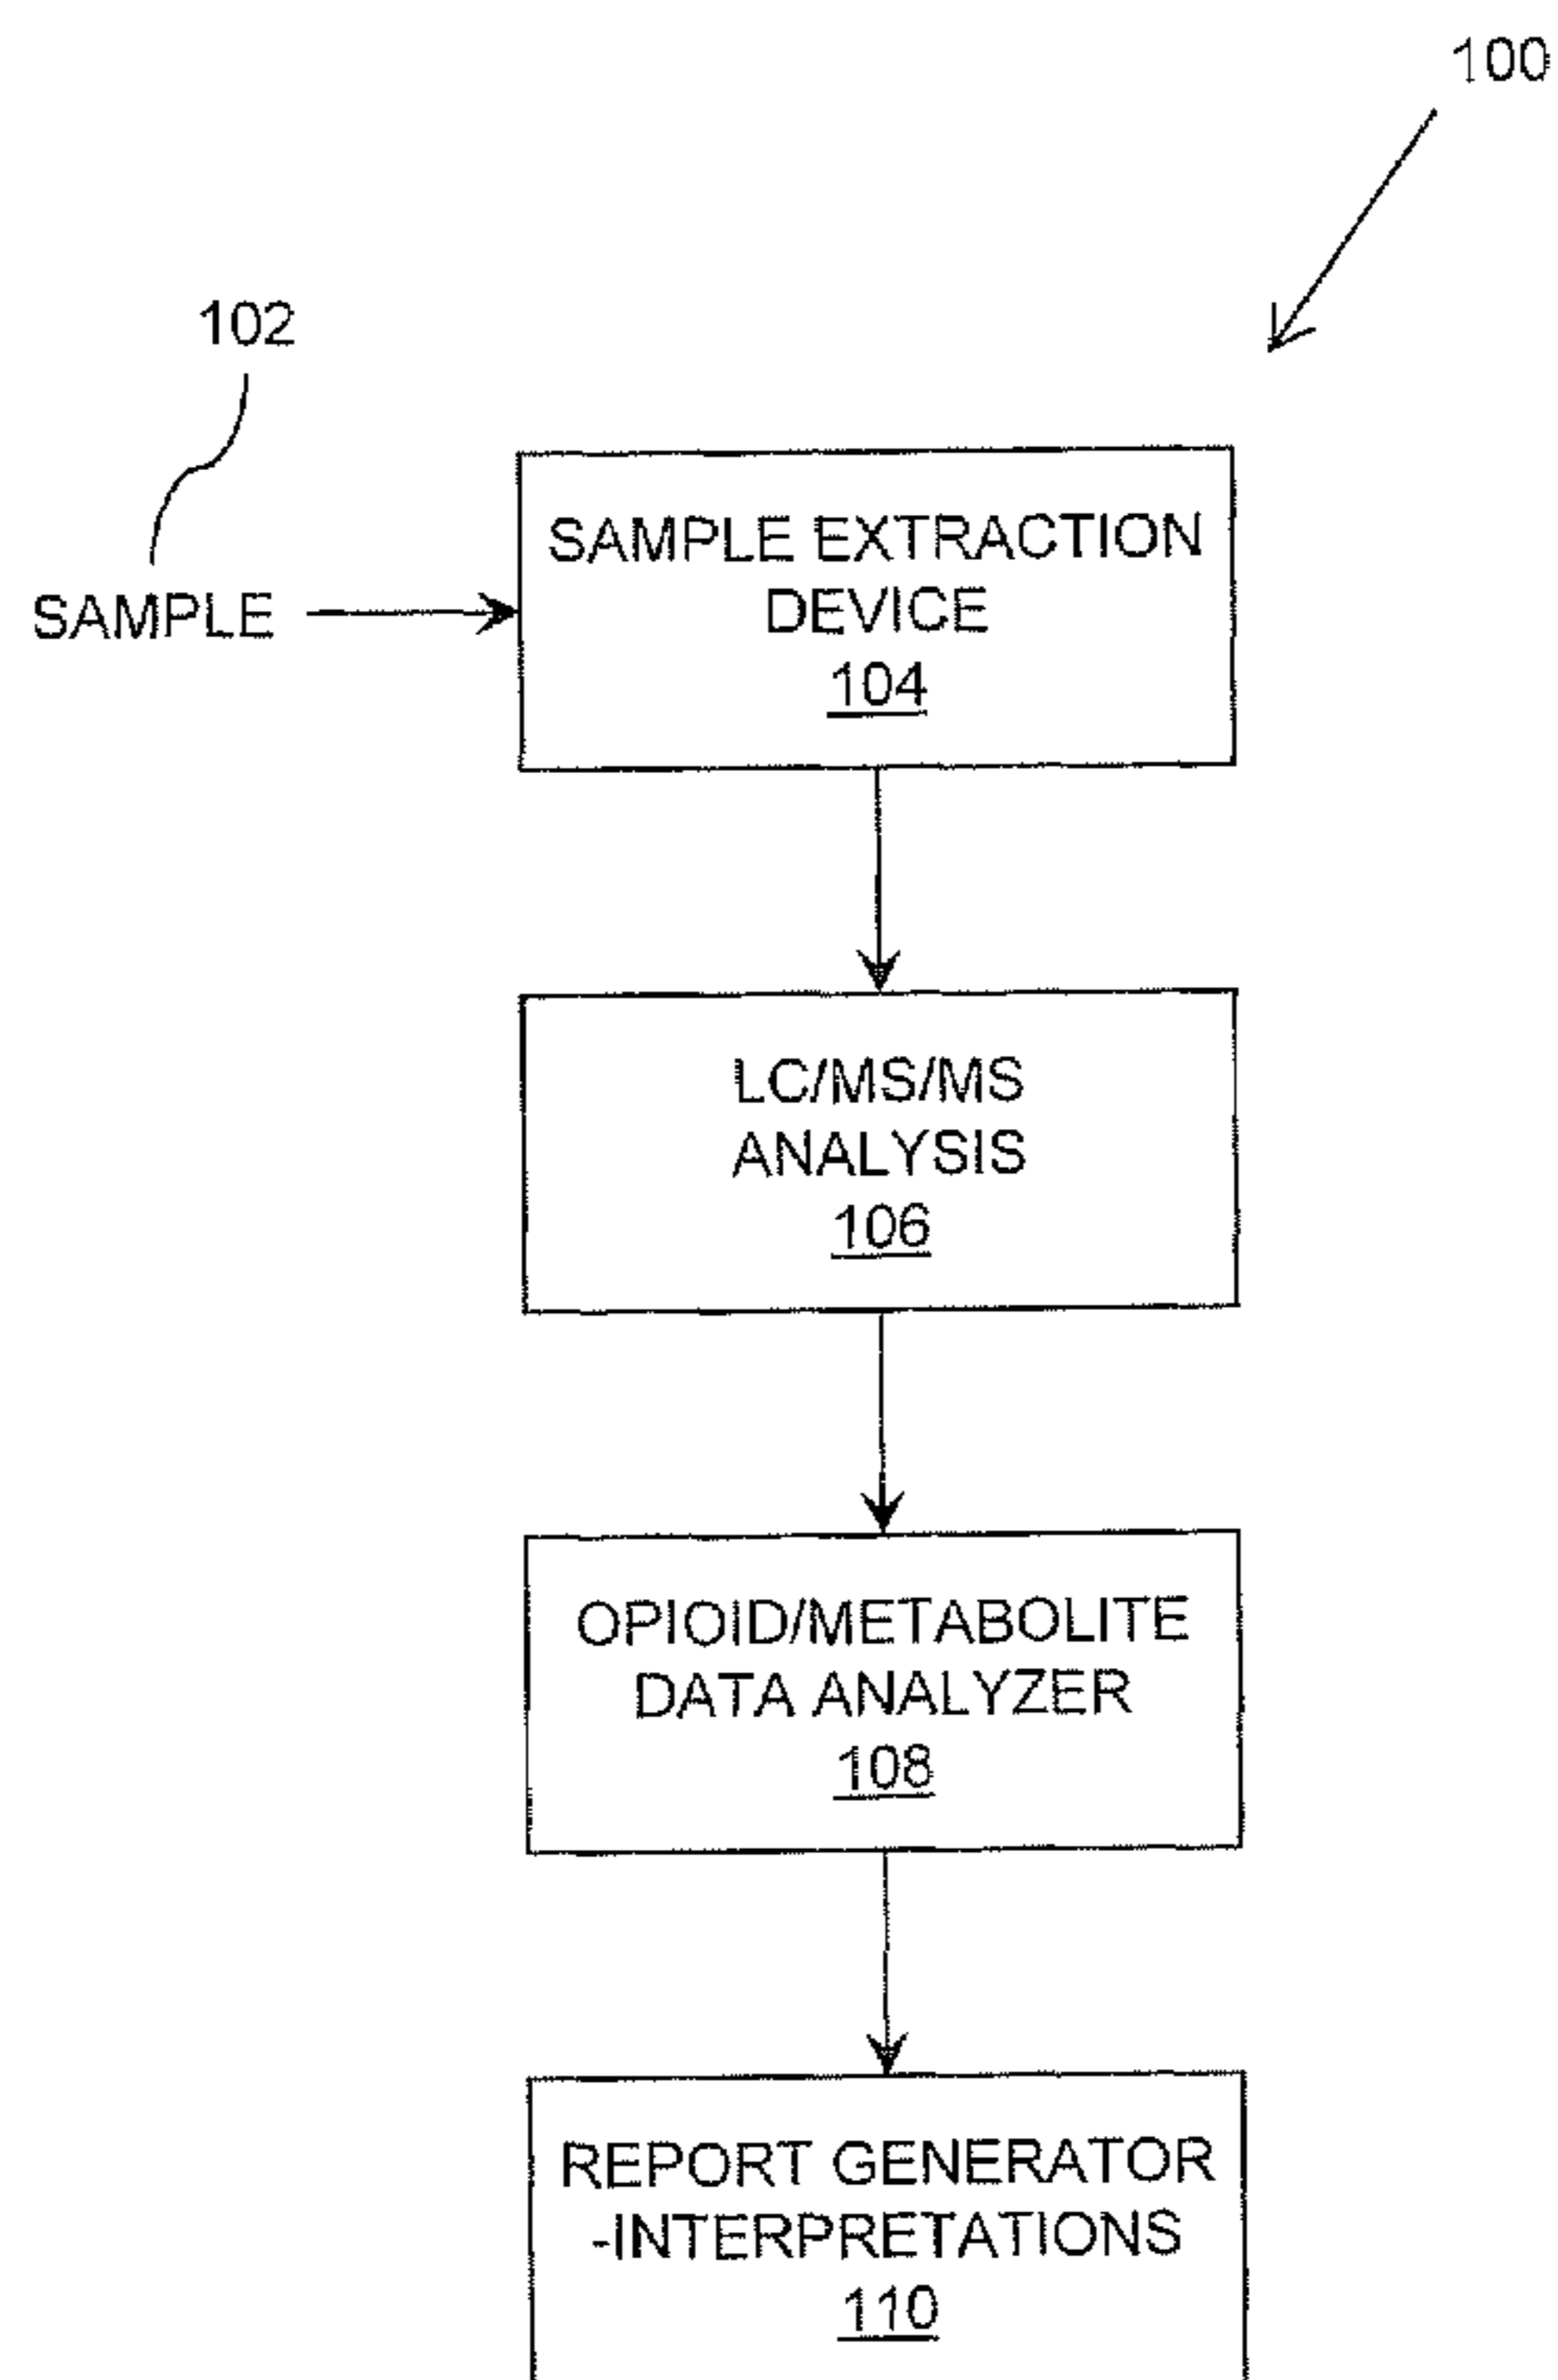 100
102
SAMPLE
SAMPLE EXTRACTION
DEVICE
104
LC/MS/MS
ANALYSIS
106
OPIOID/METABOLITE
DATA ANALYZER
108
REPORT GENERATOR
-INTERPRETATIONS
110